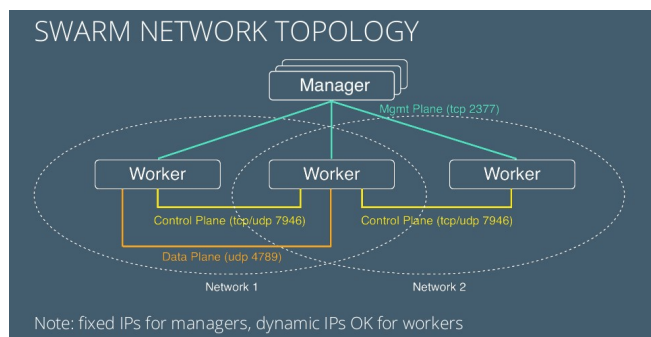 SWARM NETWORK TOPOLOGY
Manager
Mgmt Plane (tcp 2377)
Worker
Worker
Worker
Control Plane (tcp/udp 7946)
Control Plane (tcp/udp 7946)
Data Plane (udp 4789)
Network 1
Network 2
Note: fixed IPs for managers, dynamic IPs OK for workers